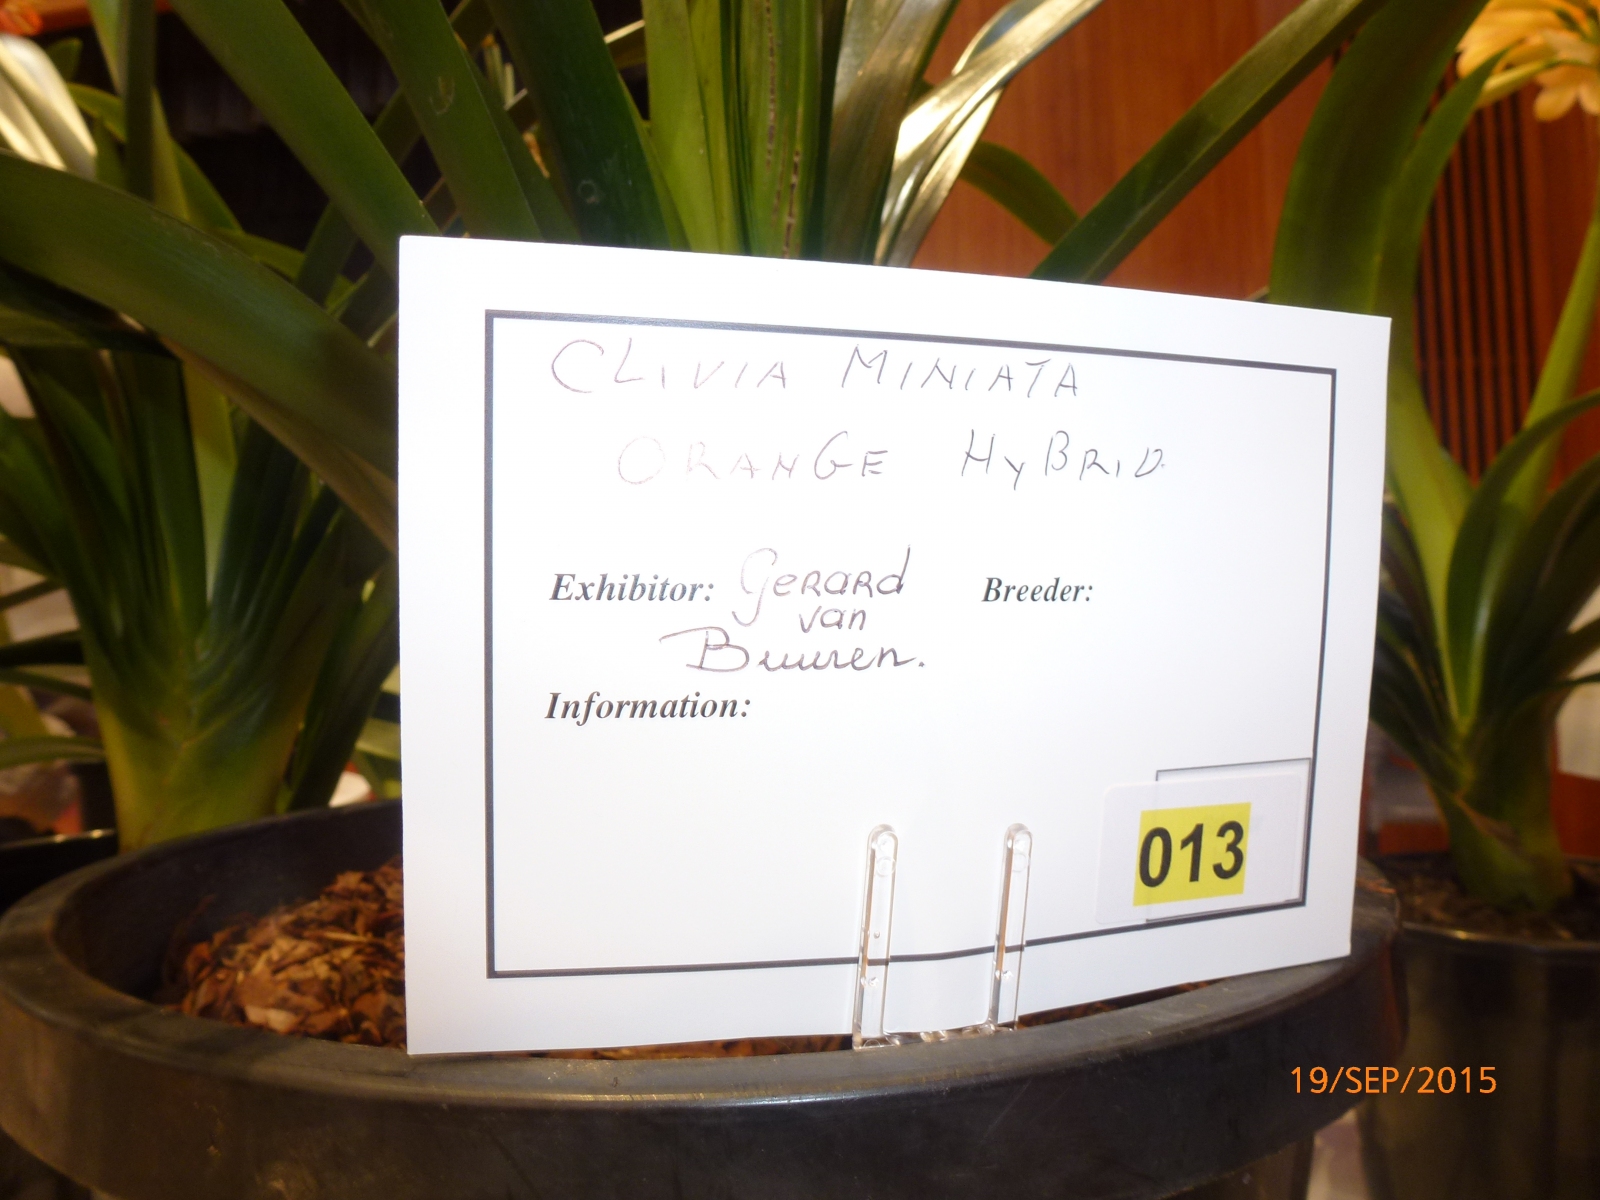 CLIVIA MINIATA
ORANGE HyBRID.
Exhibitor: Gerard
van
Buuren.
Breeder:
Information:
013
19/SEP/2015